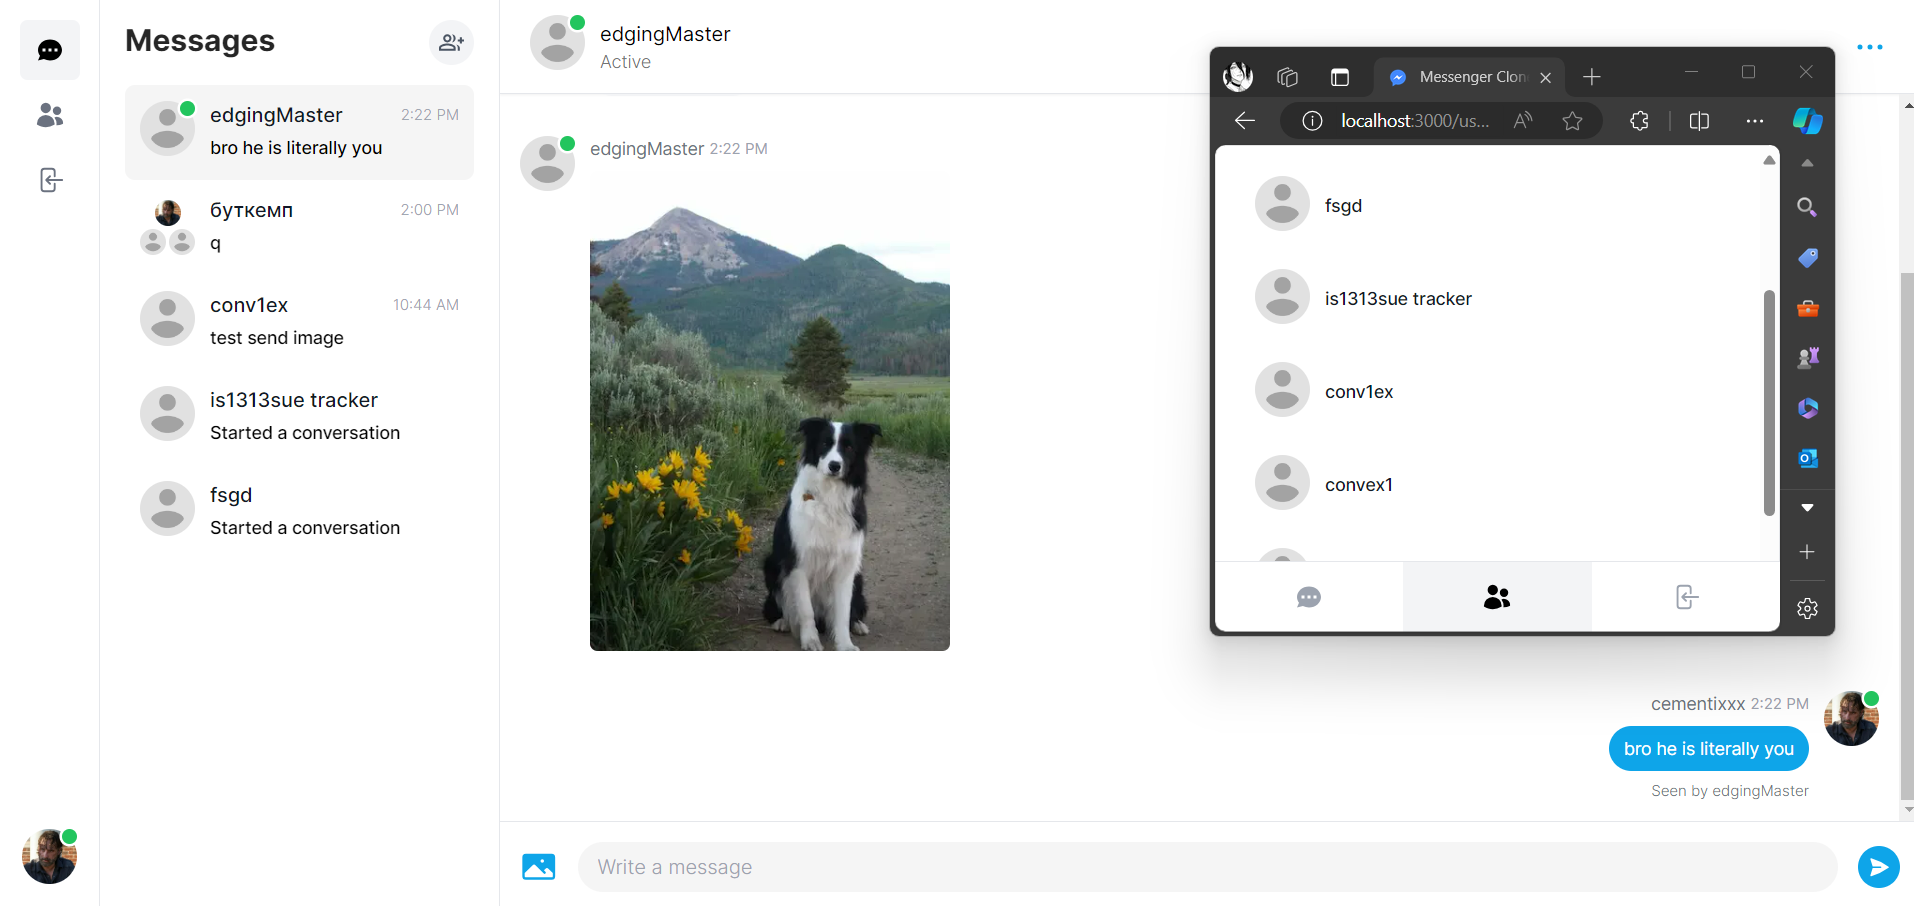 Messages
edgingMaster 2:22 PM
bro he is literally you
буткемп 2:00 PM
q
conv1ex 10:44 AM
test send image
is1313sue tracker
Started a conversation
fsgd
Started a conversation
edgingMaster
Active
edgingMaster 2:22 PM
Messenger Clon
localhost:3000/us...
fsgd
is1313sue tracker
conv1ex
convex1
cementixxx 2:22 PM
bro he is literally you
Seen by edgingMaster
Write a message